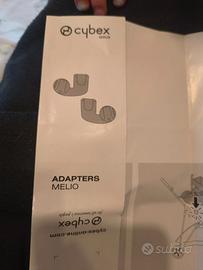 cybex
GOLD
ADAPTERS
MELIO
cybex
cybex-online.com
Subito